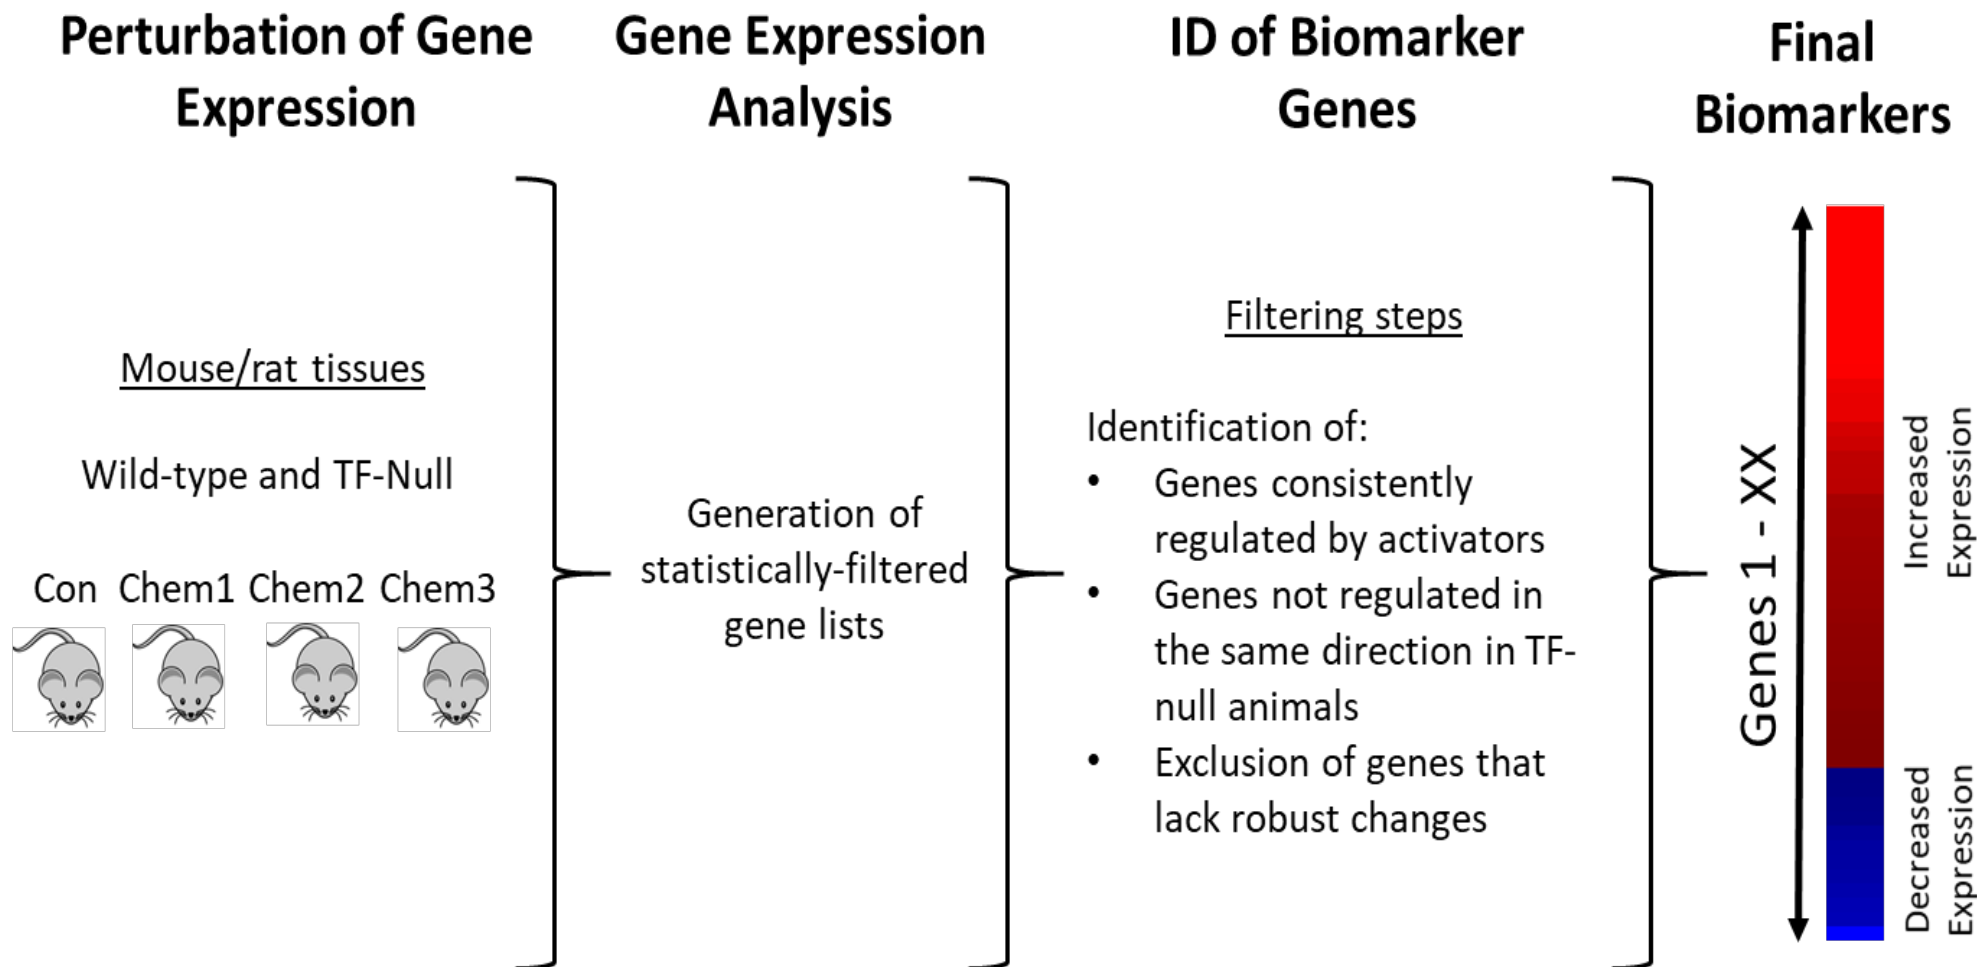 Perturbation of Gene
Expression
Gene Expression
Analysis
ID of Biomarker
Genes
Final
Biomarkers
Mouse/rat tissues
Wild-type and TF-Null
Con Chem1 Chem2 Chem3
Generation of
statistically-filtered
gene lists
Filtering steps
Identification of:
• Genes consistently
regulated by activators
• Genes not regulated in
the same direction in TF-
null animals
• Exclusion of genes that
lack robust changes
Genes 1 - XX
Increased
Expression
Decreased
Expression